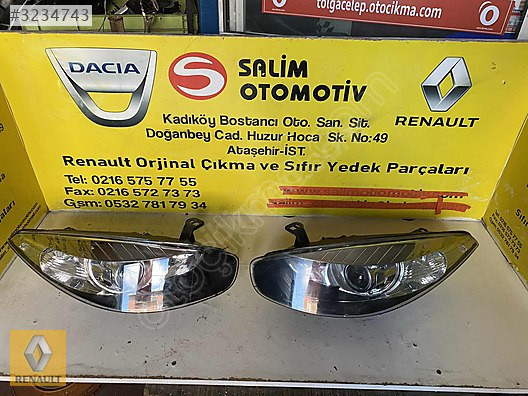 #3234743
tolgacelep.otocikma.com
DACIA
S
SALİM
OTOMOTİV
RENAULT
Kadıköy Bostancı Oto. San. Sit.
Doğanbey Cad. Huzur Hoca Sk. No:49
Ataşehir-İST.
Renault Orjinal Çıkma ve Sıfır Yedek Parçaları
Tel: 0216 575 77 55
Fax: 0216 572 73 73
Gsm: 0532 781 79 34
RENAULT